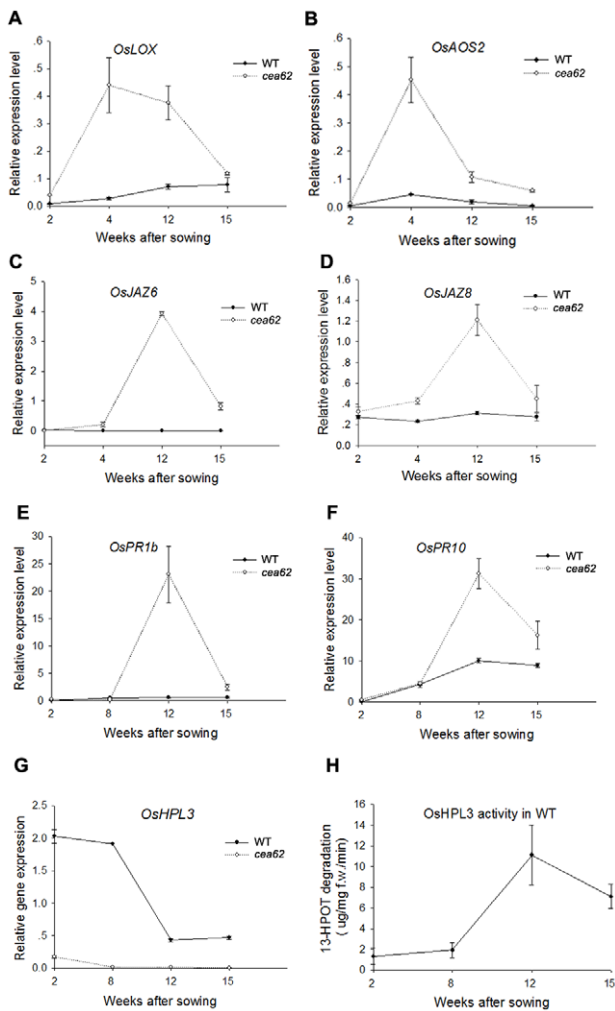 A
OsLOX
WT
cea62
Relative expression level
.6
.5
.4
.3
.2
.1
0.0
2 4 12 15
Weeks after sowing
B
OsAOS2
WT
cea62
Relative expression level
.6
.5
.4
.3
.2
.1
0.0
2 4 12 15
Weeks after sowing
C
OsJAZ6
WT
cea62
Relative expression level
5
4
3
2
1
0
2 4 12 15
Weeks after sowing
D
OsJAZ8
WT
cea62
Relative expression level
1.6
1.4
1.2
1.0
.8
.6
.4
.2
0.0
2 4 12 15
Weeks after sowing
E
OsPR1b
WT
cea62
Relative expression level
30
25
20
15
10
5
0
2 8 12 15
Weeks after sowing
F
OsPR10
WT
cea62
Relative expression level
40
30
20
10
0
2 8 12 15
Weeks after sowing
G
OsHPL3
WT
cea62
Relative gene expression
2.5
2.0
1.5
1.0
.5
0.0
2 8 12 15
Weeks after sowing
H
OsHPL3 activity in WT
13-HPOT degradation
( ug/mg f.w./min)
16
14
12
10
8
6
4
2
0
2 8 12 15
Weeks after sowing